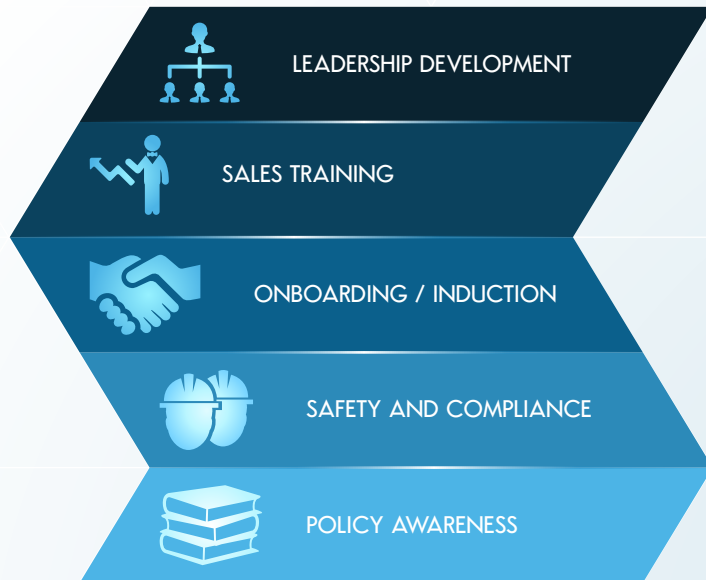 LEADERSHIP DEVELOPMENT
SALES TRAINING
ONBOARDING / INDUCTION
SAFETY AND COMPLIANCE
POLICY AWARENESS